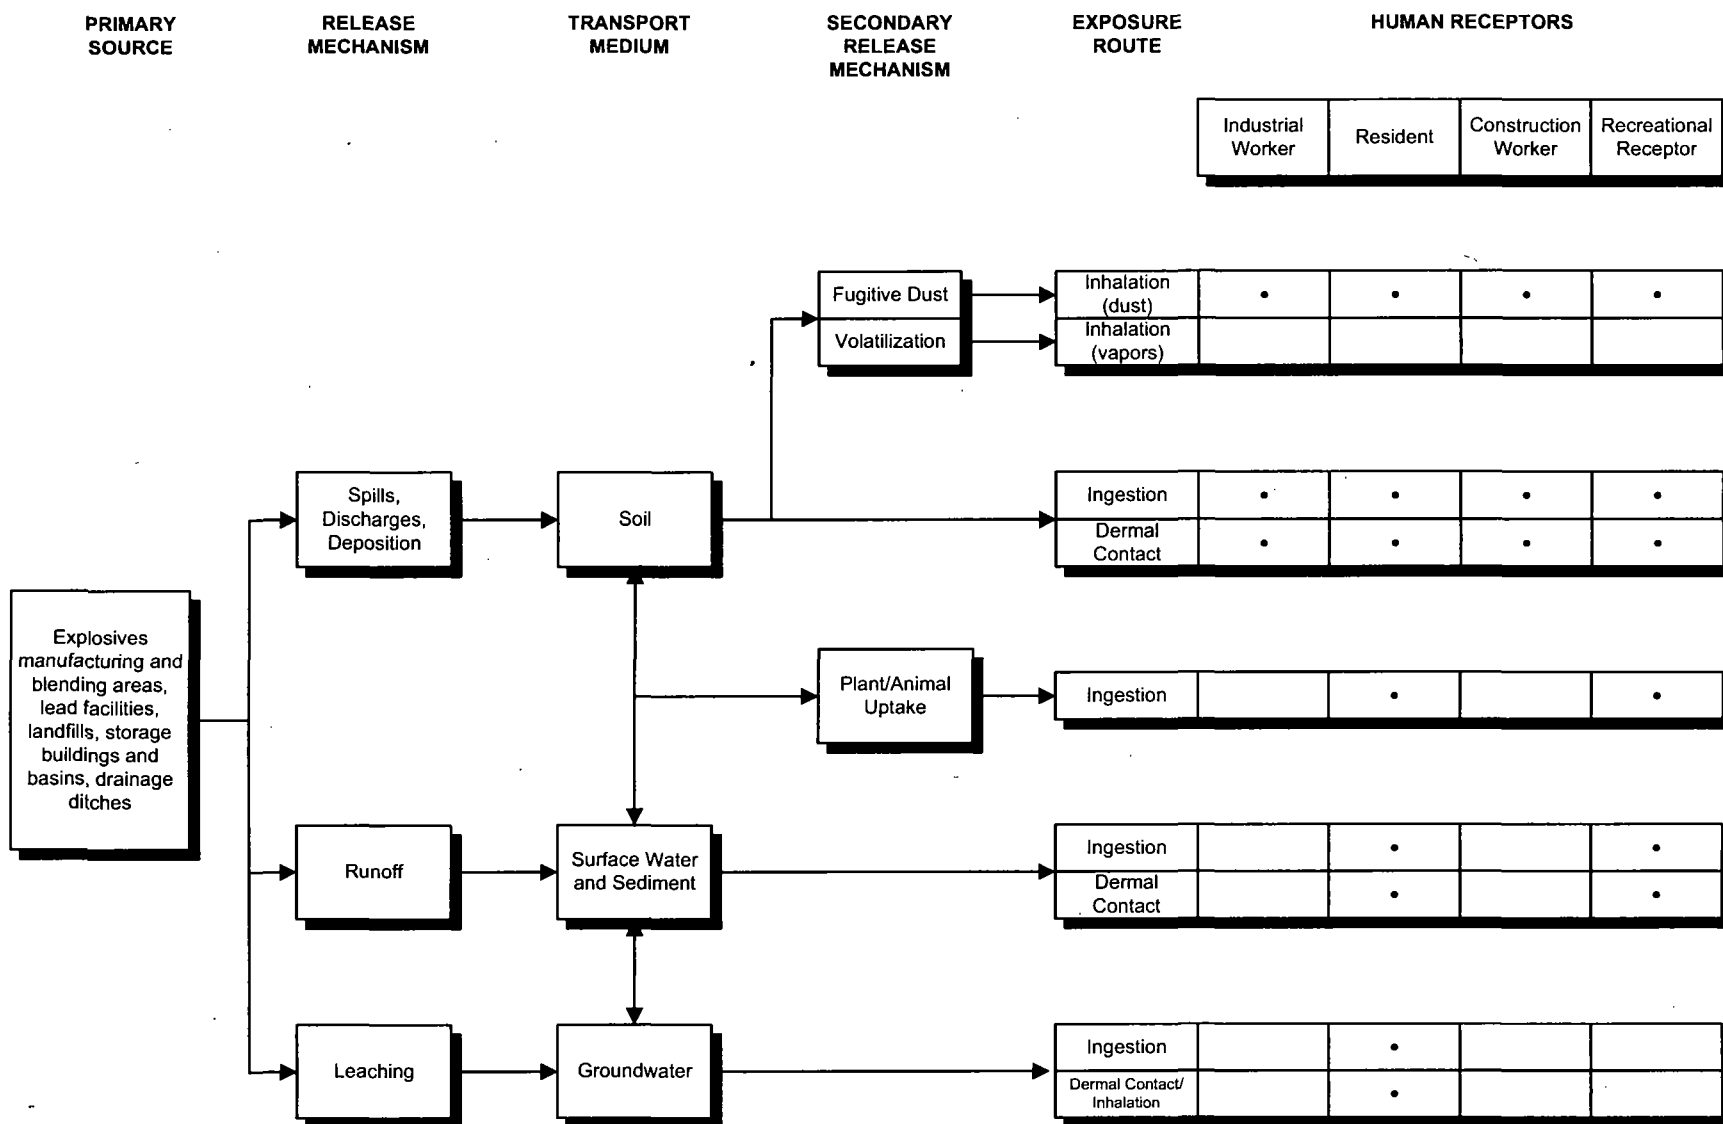 PRIMARY
SOURCE
RELEASE
MECHANISM
TRANSPORT
MEDIUM
SECONDARY
RELEASE
MECHANISM
EXPOSURE
ROUTE
HUMAN RECEPTORS
Industrial
Worker
Resident
Construction
Worker
Recreational
Receptor
Fugitive Dust
Inhalation
(dust)
• • • •
Volatilization
Inhalation
(vapors)
Spills,
Discharges,
Deposition
Soil
Ingestion
• • • •
Dermal
Contact
• • • •
Explosives
manufacturing and
blending areas,
lead facilities,
landfills, storage
buildings and
basins, drainage
ditches
Plant/Animal
Uptake
Ingestion
• •
Runoff
Surface Water
and Sediment
Ingestion
• •
Dermal
Contact
• •
Leaching
Groundwater
Ingestion
•
Dermal Contact/
Inhalation
•